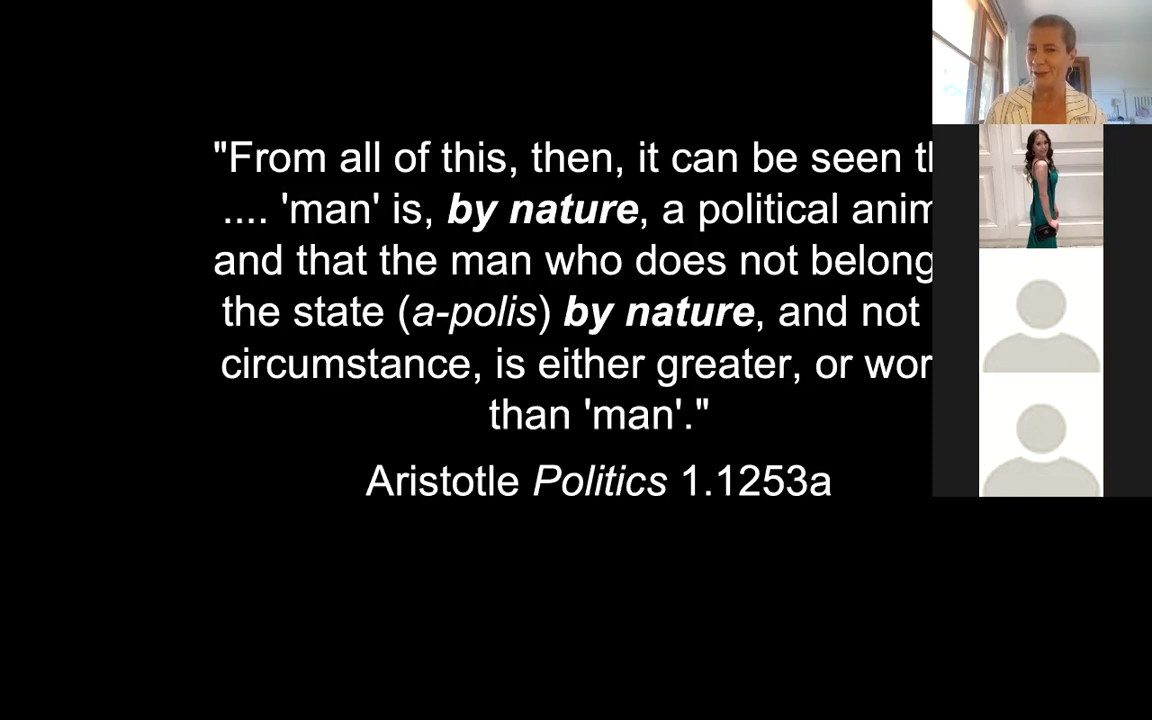 "From all of this, then, it can be seen
.... 'man' is, by nature, a political
and that the man who does not belong
the state (a-polis) by nature, and not
circumstance, is either greater, or
than 'man'."
Aristotle Politics 1.1253a